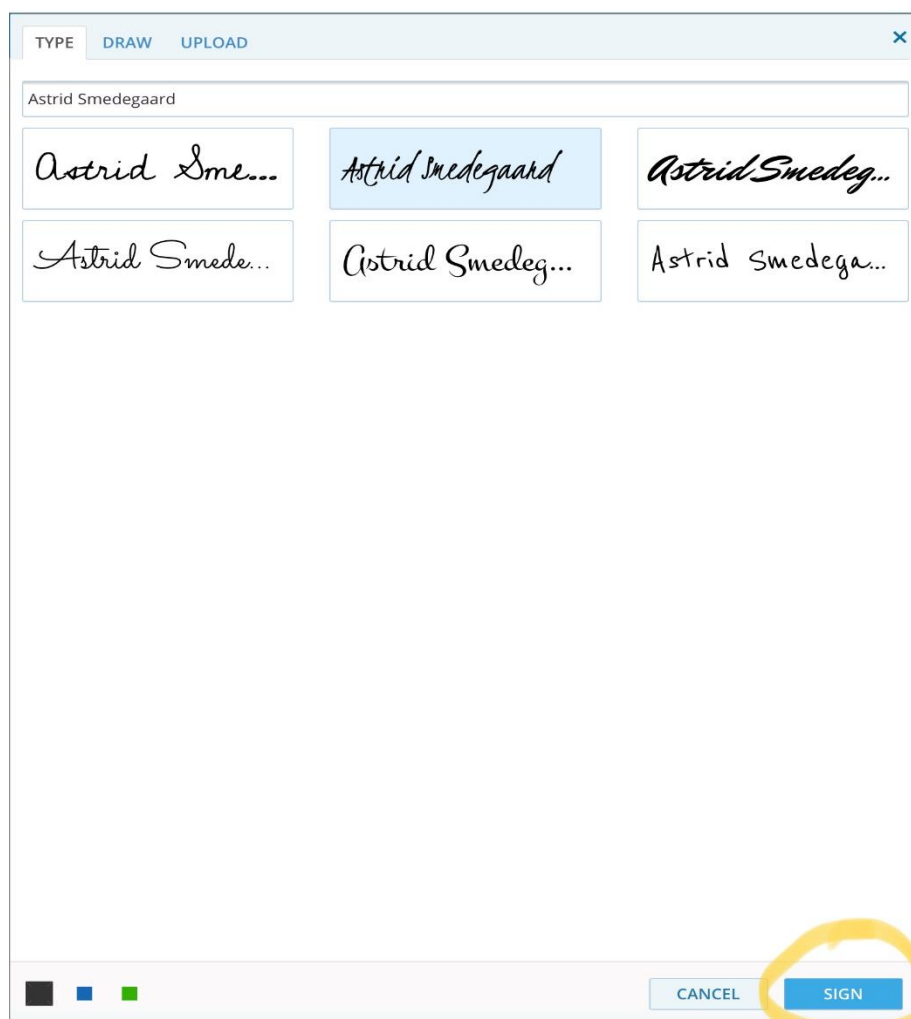 TYPE DRAW UPLOAD ×
Astrid Smedegaard
Astrid Sme... Astrid Smedegaard Astrid Smedeg...
Astrid Smede... Astrid Smedeg... Astrid Smedega...
CANCEL SIGN